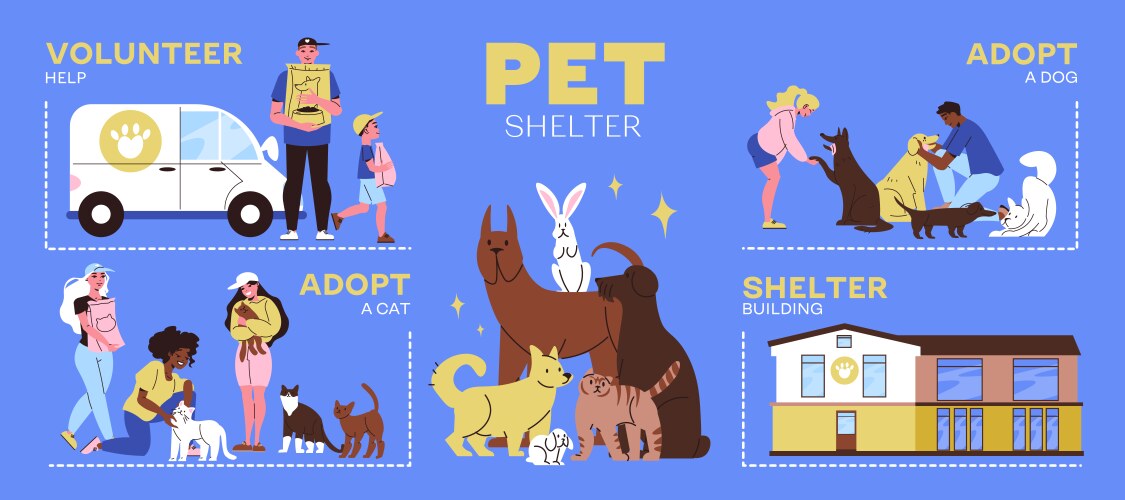 VOLUNTEER
HELP
PET
SHELTER
ADOPT
A DOG
ADOPT
A CAT
SHELTER
BUILDING